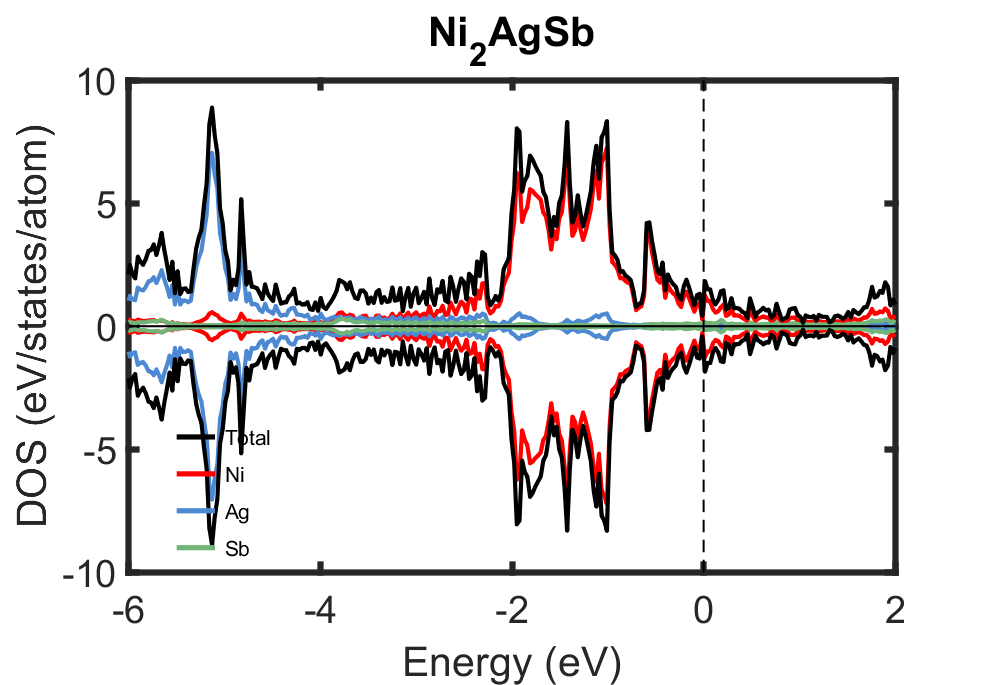 Ni₂AgSb
DOS (eV/states/atom)
10
5
0
-5
-10
Total
Ni
Ag
Sb
-6 -4 -2 0 2
Energy (eV)